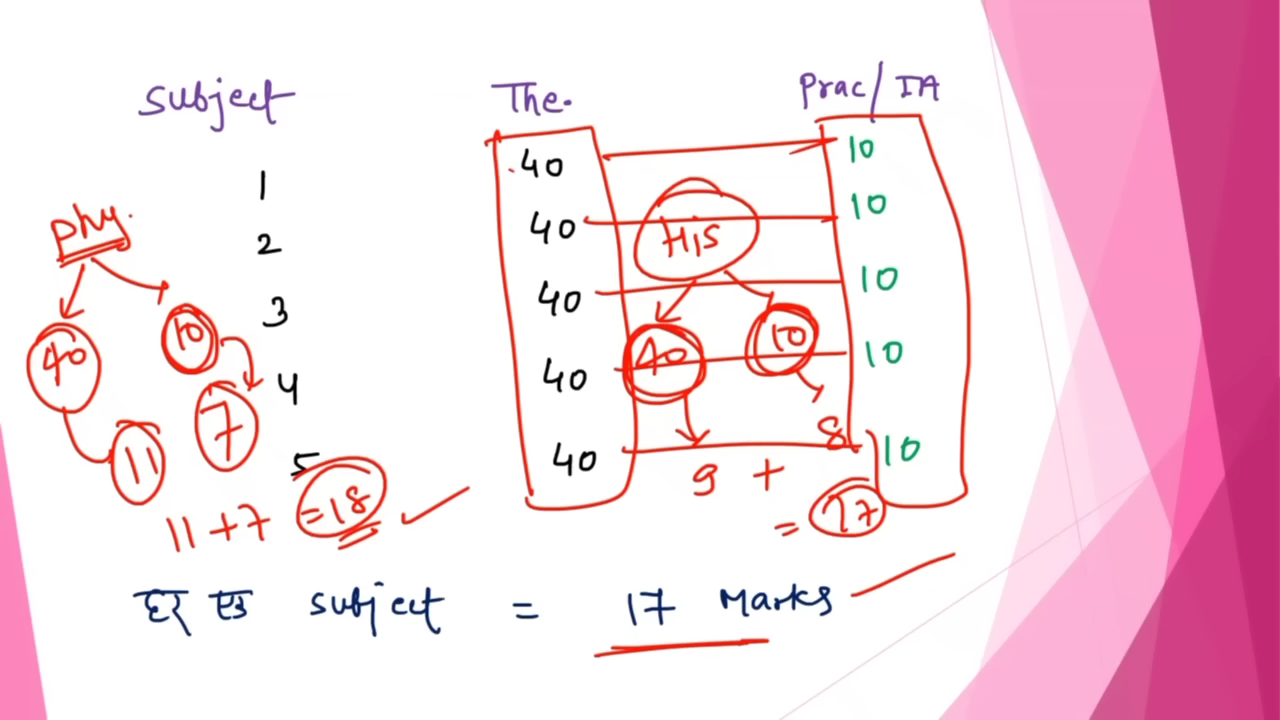 Subject The. Prac/IA
1 40 10
2 40 10
3 40 10
4 40 10
5 40 10
phy.
40 10
11 7
11 + 7 = 18
HIS
40 10
9 + 8
= 17
हर एक subject = 17 Marks